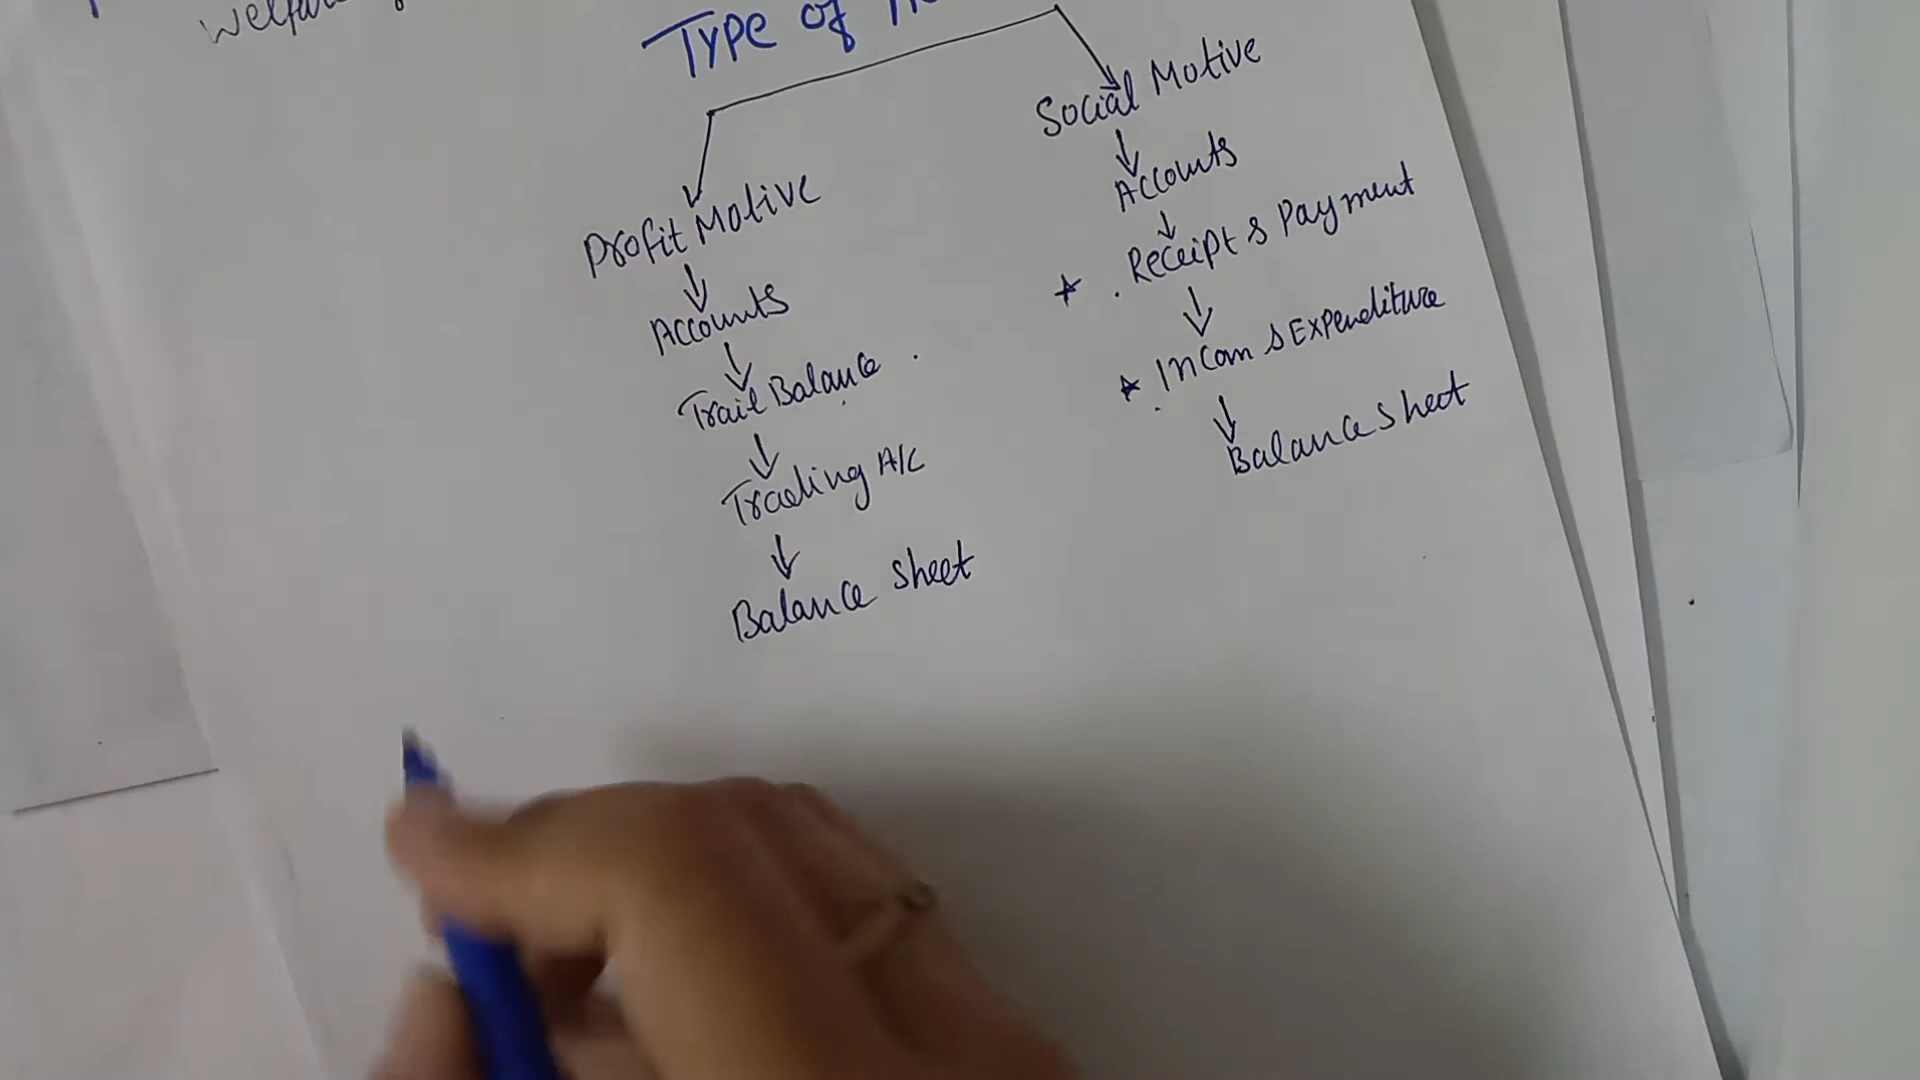 Type of
Profit Motive
Accounts
Trail Balance
Trading A/C
Balance Sheet
Social Motive
Accounts
Receipt & Payment
Incom & Expenditure
Balance Sheet